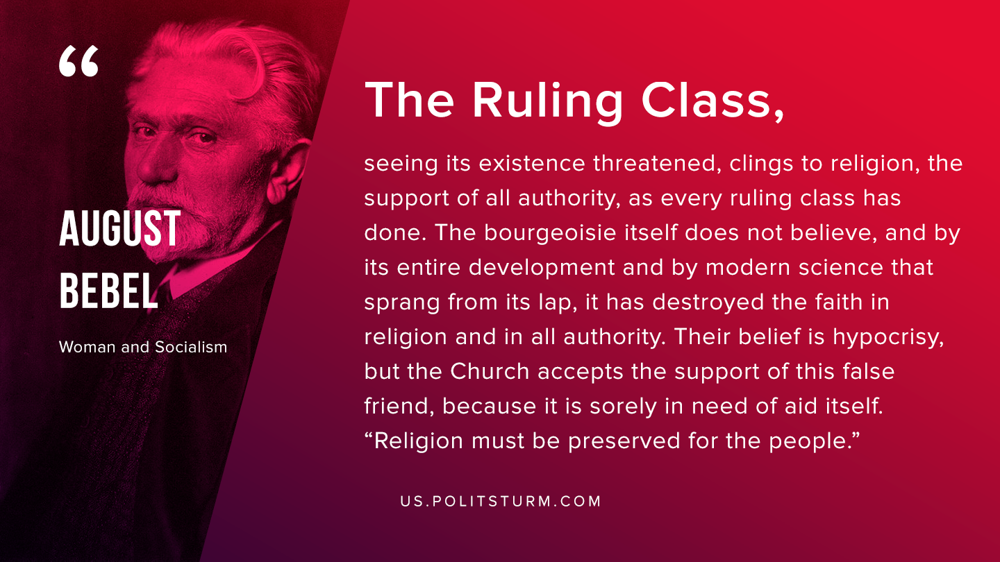 “
AUGUST
BEBEL
Woman and Socialism
The Ruling Class,
seeing its existence threatened, clings to religion, the
support of all authority, as every ruling class has
done. The bourgeoisie itself does not believe, and by
its entire development and by modern science that
sprang from its lap, it has destroyed the faith in
religion and in all authority. Their belief is hypocrisy,
but the Church accepts the support of this false
friend, because it is sorely in need of aid itself.
“Religion must be preserved for the people.”
US.POLITSTURM.COM